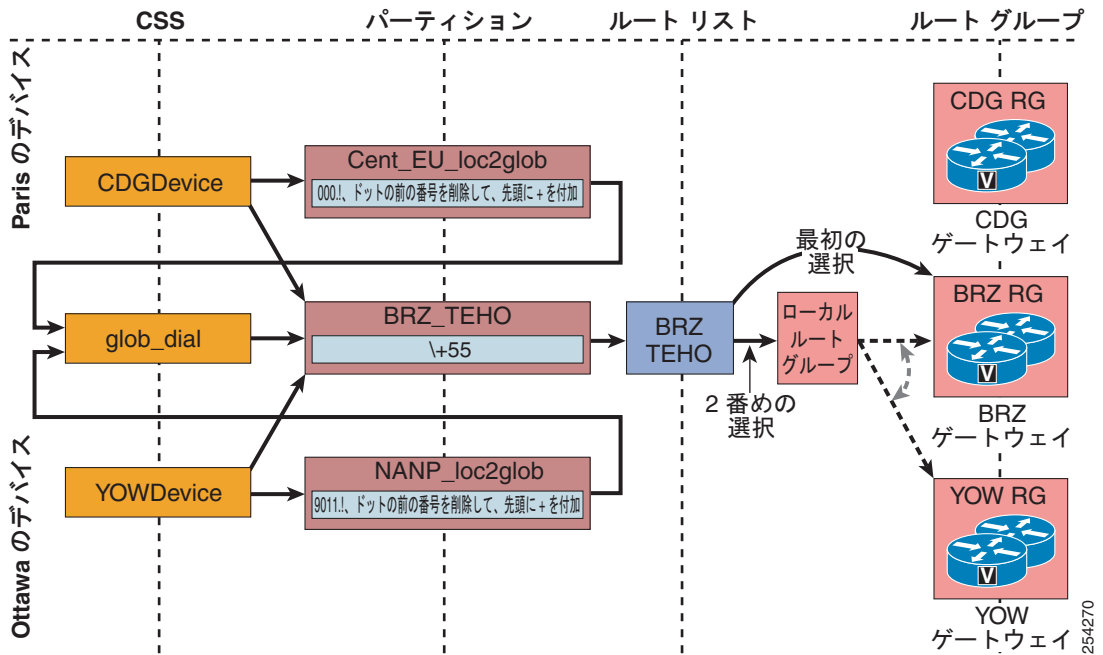 CSS
パーティション
ルート リスト
ルート グループ
Paris のデバイス
CDGDevice
Cent_EU_loc2glob
000.!、ドットの前の番号を削除して、先頭に + を付加
CDG RG
V
CDG
ゲートウェイ
最初の
選択
glob_dial
BRZ_TEHO
\+55
BRZ
TEHO
ローカル
ルート
グループ
2 番めの
選択
BRZ RG
V
BRZ
ゲートウェイ
Ottawa のデバイス
YOWDevice
NANP_loc2glob
9011.!、ドットの前の番号を削除して、先頭に + を付加
YOW RG
V
YOW
ゲートウェイ
254270